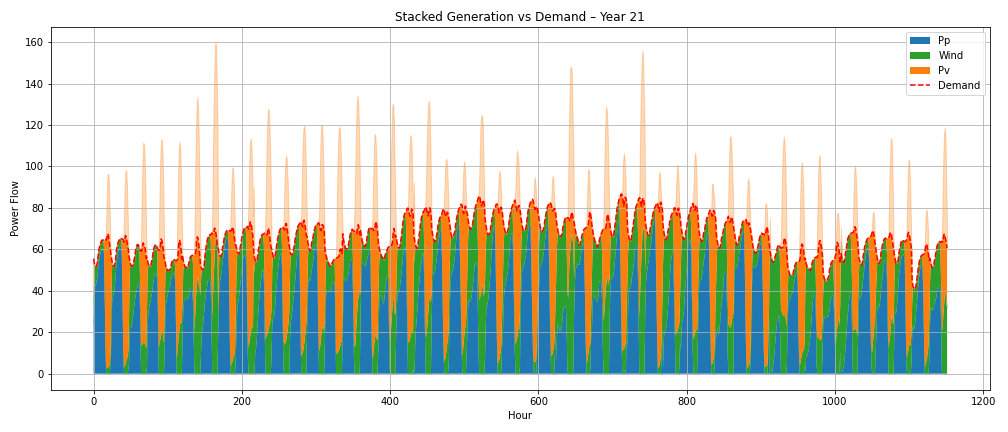 Stacked Generation vs Demand – Year 21
Power Flow
160
140
120
100
80
60
40
20
0
Pp
Wind
Pv
Demand
0
200
400
600
800
1000
1200
Hour